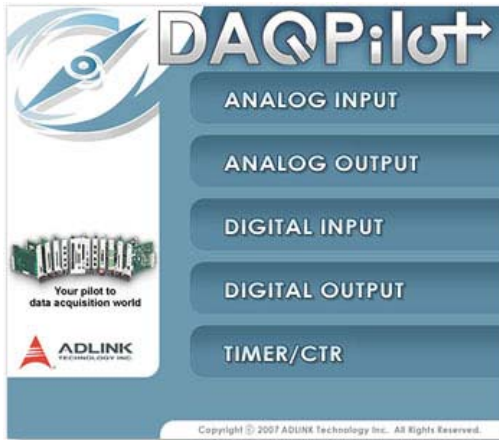 DAQPilot
ANALOG INPUT
ANALOG OUTPUT
DIGITAL INPUT
DIGITAL OUTPUT
TIMER/CTR
Your pilot to
data acquisition world
ADLINK
TECHNOLOGY INC.
Copyright © 2007 ADLINK Technology Inc. All Rights Reserved.